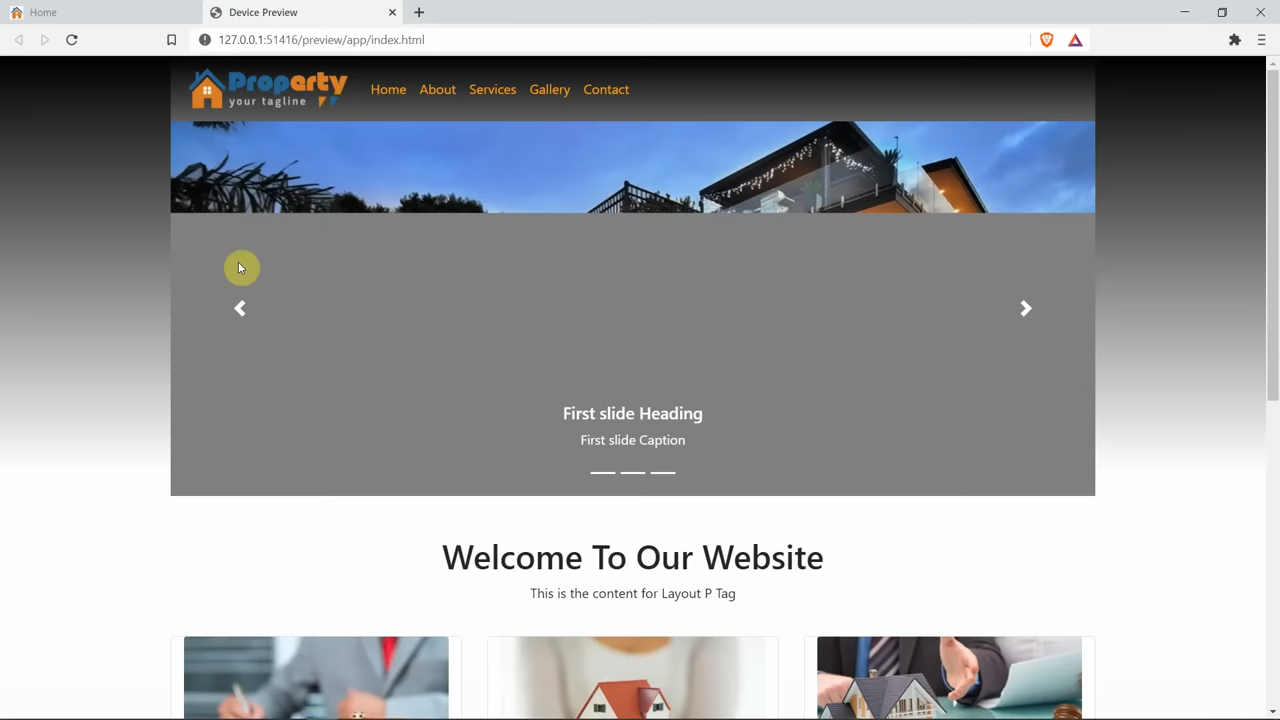 Home
Device Preview
127.0.0.1:51416/preview/app/index.html
Proparty
your tagline
Home About Services Gallery Contact
First slide Heading
First slide Caption
Welcome To Our Website
This is the content for Layout P Tag